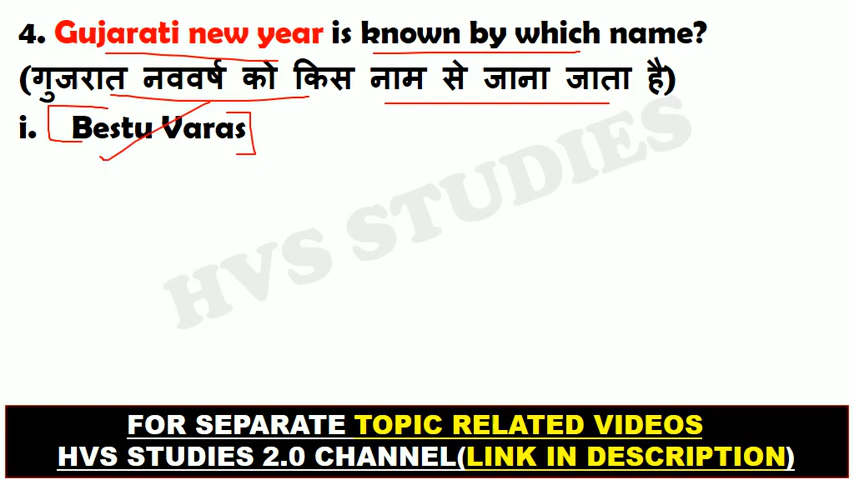 4. Gujarati new year is known by which name?
(गुजरात नववर्ष को किस नाम से जाना जाता है)
i. Bestu Varas
HVS STUDIES
FOR SEPARATE TOPIC RELATED VIDEOS
HVS STUDIES 2.0 CHANNEL(LINK IN DESCRIPTION)